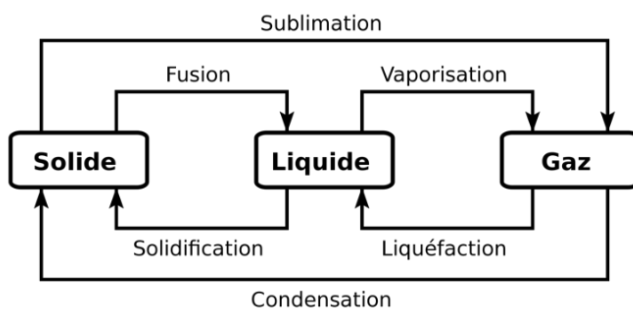 Sublimation
Fusion
Vaporisation
Solide
Liquide
Gaz
Solidification
Liquéfaction
Condensation